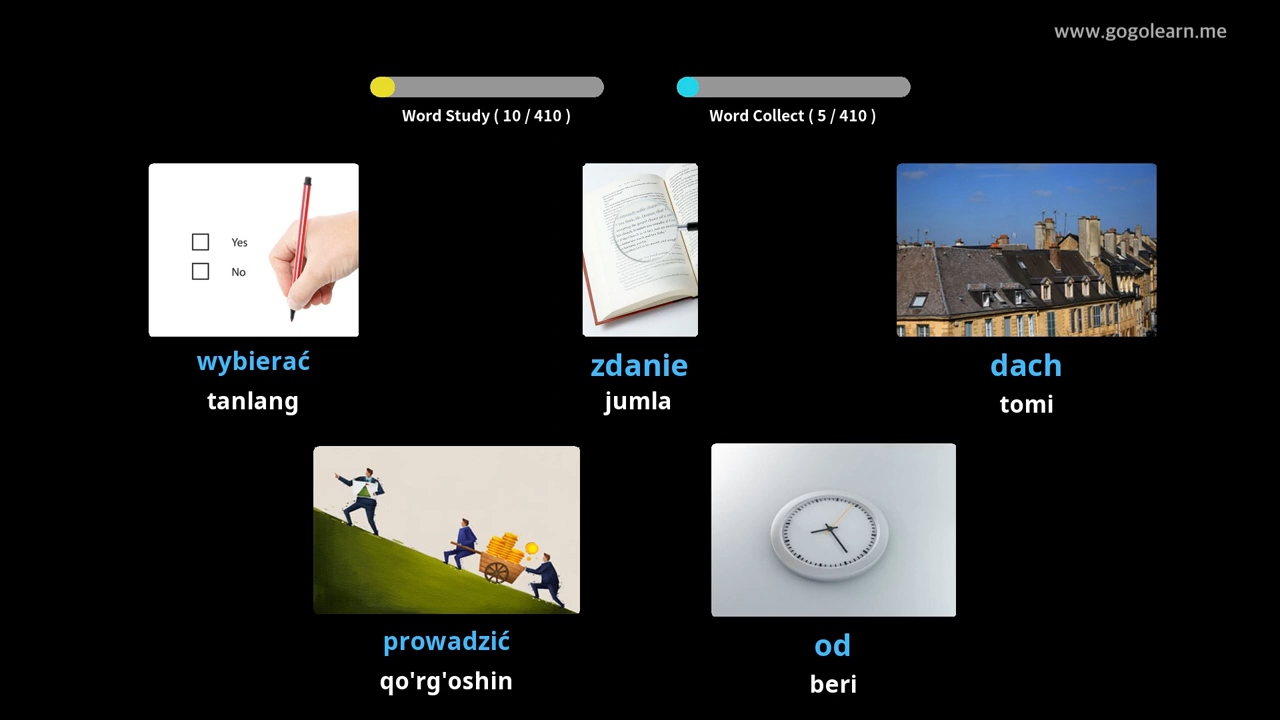 www.gogolearn.me
Word Study ( 10 / 410 )
Word Collect ( 5 / 410 )
Yes
No
wybierać
tanlang
zdanie
jumla
dach
tomi
prowadzić
qo'rg'oshin
od
beri